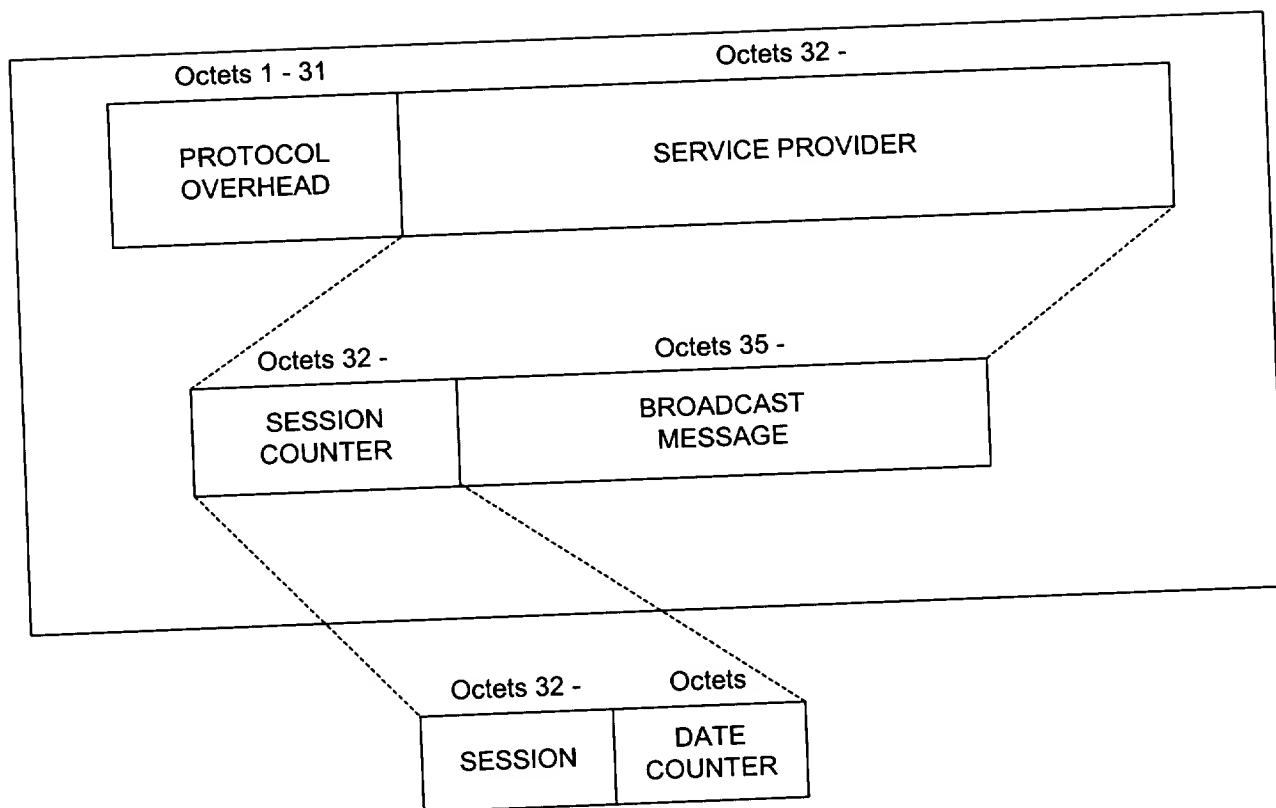 Octets 1 - 31
Octets 32 -
PROTOCOL
OVERHEAD
SERVICE PROVIDER
Octets 32 -
Octets 35 -
SESSION
COUNTER
BROADCAST
MESSAGE
Octets 32 -
Octets
SESSION
DATE
COUNTER